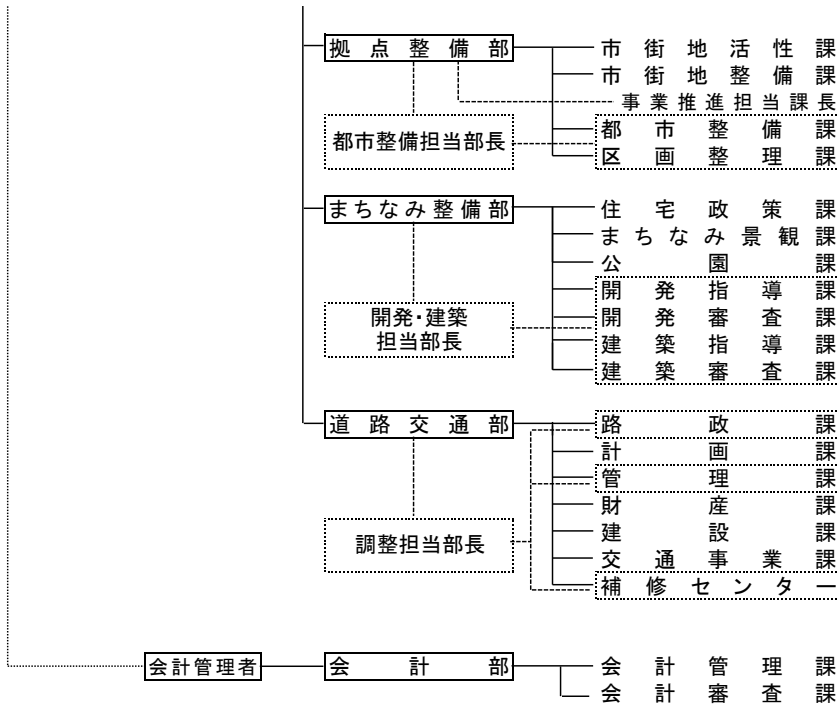 拠点整備部
市街地活性課
市街地整備課
事業推進担当課長
都市整備担当部長
都市整備課
区画整理課
まちなみ整備部
住宅政策課
まちなみ景観課
公園課
開発・建築
担当部長
開発指導課
開発審査課
建築指導課
建築審査課
道路交通部
路政課
計画課
管理課
財産課
調整担当部長
建設課
交通事業課
補修センター
会計管理者
会計部
会計管理課
会計審査課